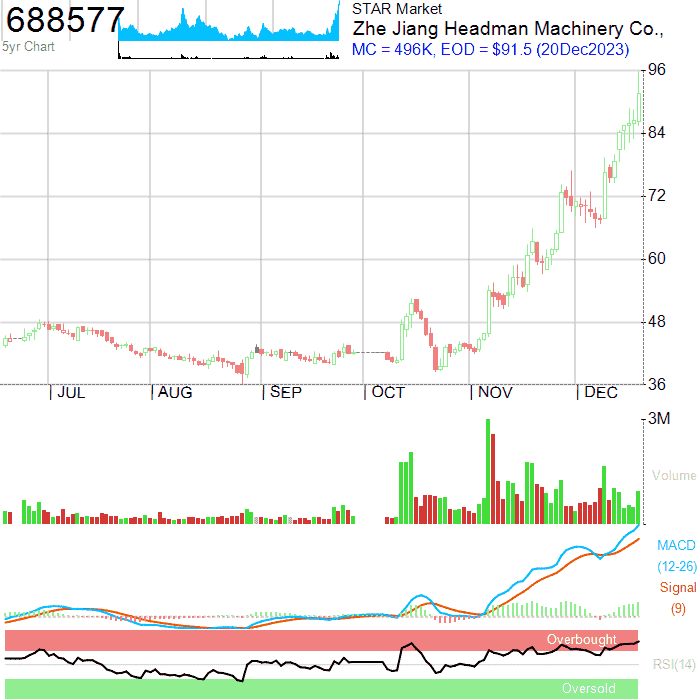 688577
5yr Chart
STAR Market
Zhe Jiang Headman Machinery Co.,
MC = 496K, EOD = $91.5 (20Dec2023)
96
84
72
60
48
36
JUL AUG SEP OCT NOV DEC
3M
Volume
MACD
(12-26)
Signal
(9)
Overbought
RSI(14)
Oversold